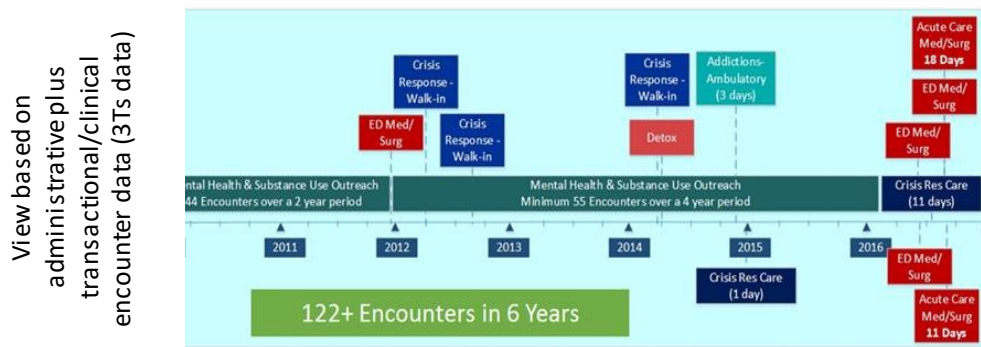 View based on
administrative plus
transactional/clinical
encounter data (3Ts data)
Acute Care
Med/Surg
18 Days
Crisis
Response -
Walk-in
Crisis
Response -
Walk-in
Addictions-
Ambulatory
(3 days)
ED Med/
Surg
ED Med/
Surg
Crisis
Response -
Walk-in
Detox
ED Med/
Surg
ental Health & Substance Use Outreach
44 Encounters over a 2 year period
Mental Health & Substance Use Outreach
Minimum 55 Encounters over a 4 year period
Crisis Res Care
(11 days)
2011
2012
2013
2014
2015
2016
ED Med/
Surg
Crisis Res Care
(1 day)
122+ Encounters in 6 Years
Acute Care
Med/Surg
11 Days